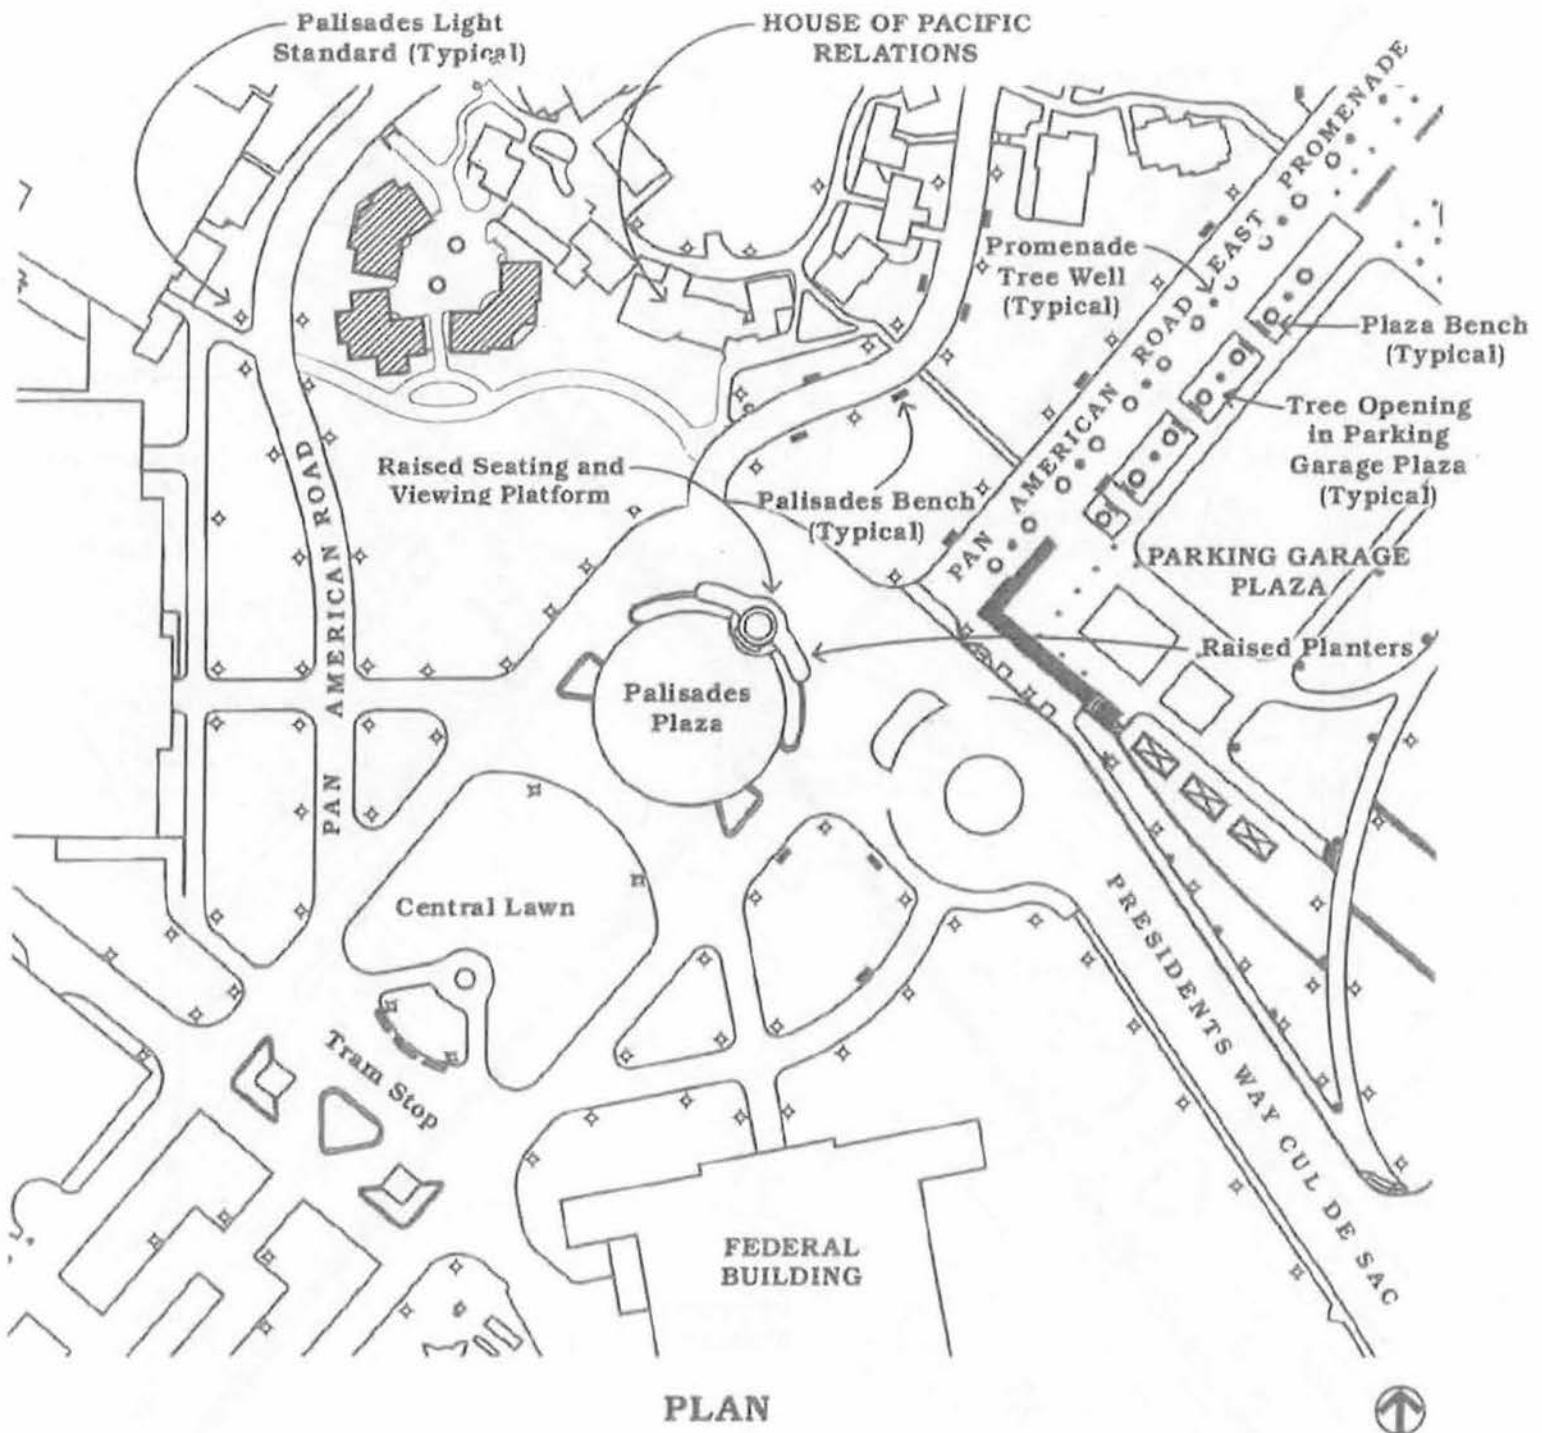 Palisades Light
Standard (Typical)
HOUSE OF PACIFIC
RELATIONS
PAN AMERICAN ROAD EAST PROMENADE
Promenade
Tree Well
(Typical)
Plaza Bench
(Typical)
Tree Opening
in Parking
Garage Plaza
(Typical)
PAN AMERICAN ROAD
Raised Seating and
Viewing Platform
Palisades Bench
(Typical)
PARKING GARAGE
PLAZA
Raised Planters
Palisades
Plaza
Central Lawn
Tram Stop
PRESIDENTS WAY CUL DE SAC
FEDERAL
BUILDING
PLAN